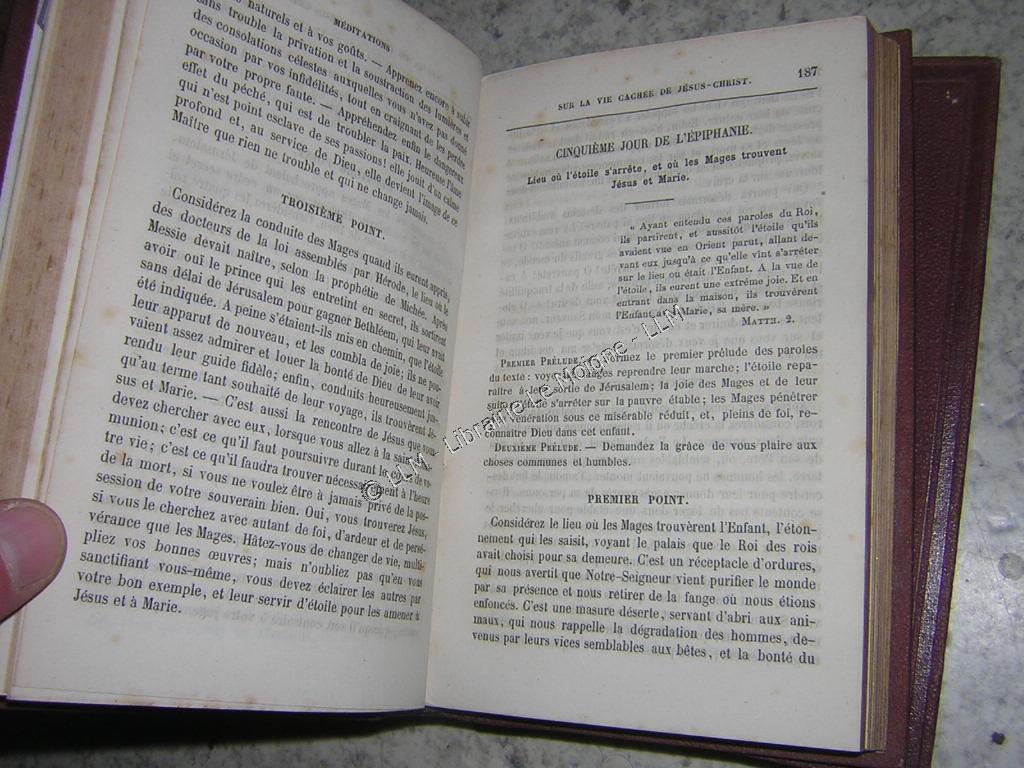 MÉDITATIONS
naturels et à vos goûts. — Apprenez encore à subir
sans trouble la privation et la soustraction des lumières et
des consolations célestes auxquelles vous n'avez pas donné
occasion par vos infidélités, tout en craignant de les perdre
par votre propre faute. — Appréhendez enfin le dangereux
effet du péché, qui est de troubler la paix. Heureuse l'âme
qui n'est point esclave de ses passions! elle jouit d'un calme
profond et, au service de Dieu, elle devient l'image de ce
Maître que rien ne trouble et qui ne change jamais.
TROISIÈME POINT.
Considérez la conduite des Mages quand ils eurent appris,
des docteurs de la loi assemblés par Hérode, le lieu où le
Messie devait naître, selon la prophétie de Michée. Après
avoir ouï le prince qui les entretint en secret, ils sortirent
sans délai de Jérusalem pour gagner Bethléem, qui leur avait
été indiquée. A peine s'étaient-ils mis en chemin, que l'étoile
leur apparut de nouveau, et les combla de joie; ils ne pou-
vaient assez admirer et louer la bonté de Dieu de leur avoir
rendu leur guide fidèle; enfin, conduits heureusement jus-
qu'au terme tant souhaité de leur voyage, ils trouvèrent Jé-
sus et Marie. — C'est aussi la rencontre de Jésus que vous
devez chercher avec eux, lorsque vous allez à la sainte com-
munion; c'est ce qu'il faut poursuivre durant le cours de vo-
tre vie; c'est ce qu'il faudra trouver nécessairement à l'heure
de la mort, si vous ne voulez être à jamais privé de la pos-
session de votre souverain bien. Oui, vous trouverez Jésus,
si vous le cherchez avec autant de foi, d'ardeur et de persé-
vérance que les Mages. Hâtez-vous de changer de vie, multi-
pliez vos bonnes œuvres; mais n'oubliez pas qu'en vous
sanctifiant vous-même, vous devez éclairer les autres par
votre bon exemple, et leur servir d'étoile pour les amener à
Jésus et à Marie.
SUR LA VIE CACHÉE DE JÉSUS-CHRIST. 187
CINQUIÈME JOUR DE L'ÉPIPHANIE.
Lieu où l'étoile s'arrête, et où les Mages trouvent
Jésus et Marie.
« Ayant entendu ces paroles du Roi,
ils partirent, et aussitôt l'étoile qu'ils
avaient vue en Orient parut, allant de-
vant eux jusqu'à ce qu'elle vînt s'arrêter
sur le lieu où était l'Enfant. A la vue de
l'étoile, ils eurent une extrême joie. Et en
entrant dans la maison, ils trouvèrent
l'Enfant avec Marie, sa mère. »
MATTH. 2.
PREMIER PRÉLUDE. — Formez le premier prélude des paroles
du texte: voyez les Mages reprendre leur marche; l'étoile repa-
raître à leur sortie de Jérusalem; la joie des Mages et de leur
suite; l'étoile s'arrêter sur la pauvre étable; les Mages pénétrer
avec vénération sous ce misérable réduit, et, pleins de foi, re-
connaître Dieu dans cet enfant.
DEUXIÈME PRÉLUDE. — Demandez la grâce de vous plaire aux
choses communes et humbles.
PREMIER POINT.
Considérez le lieu où les Mages trouvèrent l'Enfant, l'éton-
nement qui les saisit, voyant le palais que le Roi des rois
avait choisi pour sa demeure. C'est un réceptacle d'ordures,
qui nous avertit que Notre-Seigneur vient purifier le monde
par sa présence et nous retirer de la fange où nous étions
enfoncés. C'est une masure déserte, servant d'abri aux ani-
maux, qui nous rappelle la dégradation des hommes, de-
venus par leurs vices semblables aux bêtes, et la bonté du
© LLM - Librairie Le Moione - LLM